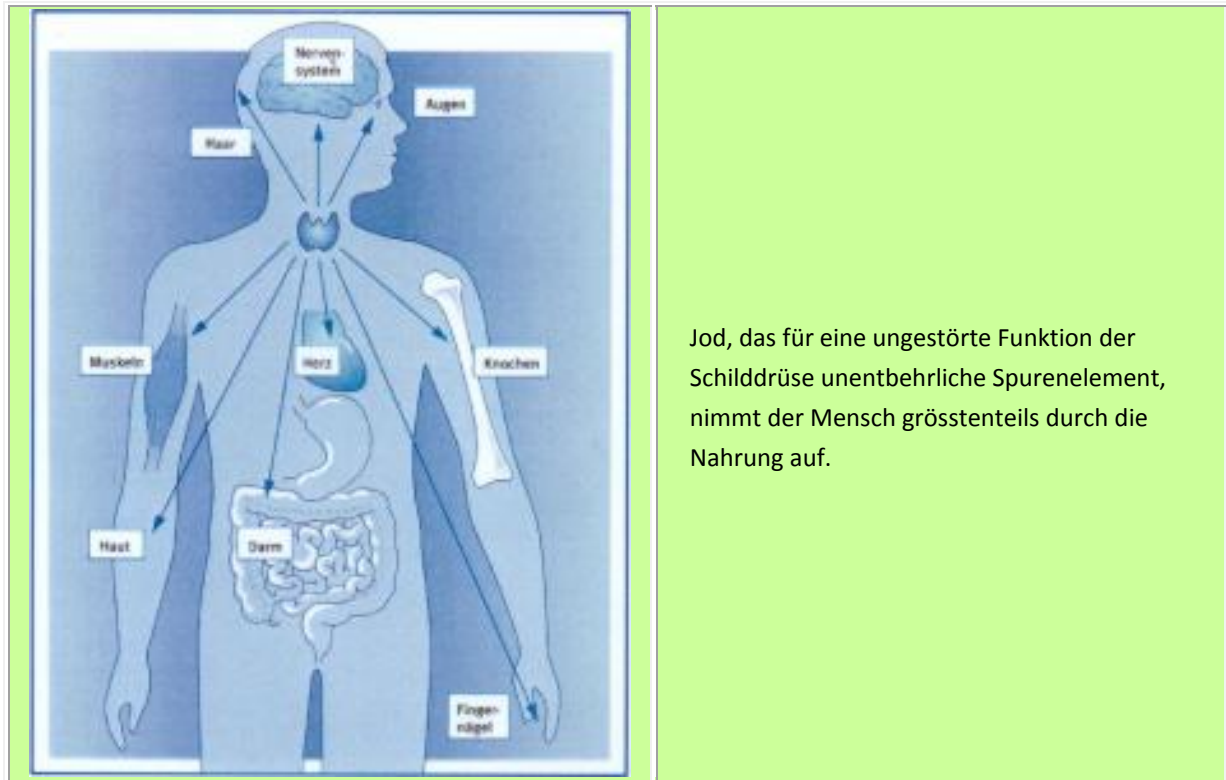 Nerven-
system
Augen
Haar
Muskeln
Herz
Knochen
Haut
Darm
Finger-
nägel
Jod, das für eine ungestörte Funktion der
Schilddrüse unentbehrliche Spurenelement,
nimmt der Mensch grösstenteils durch die
Nahrung auf.